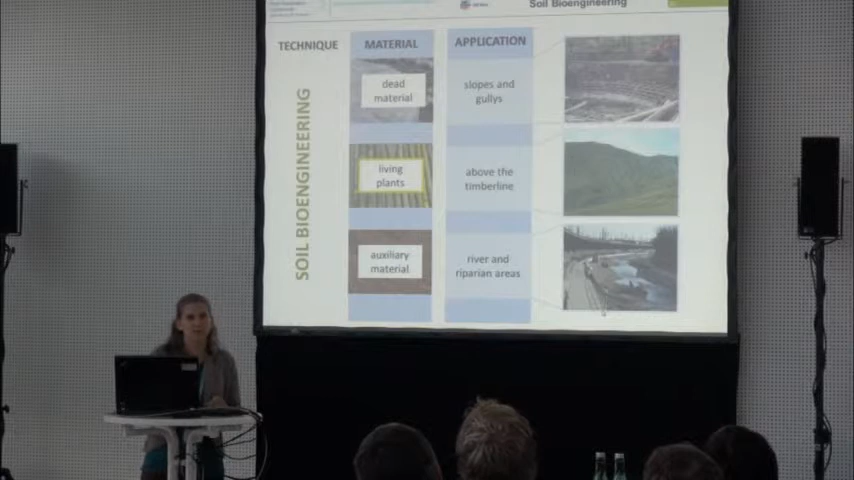 Soil Bioengineering
TECHNIQUE
MATERIAL
APPLICATION
SOIL BIOENGINEERING
dead
material
slopes and
gullys
living
plants
above the
timberline
auxiliary
material
river and
riparian areas